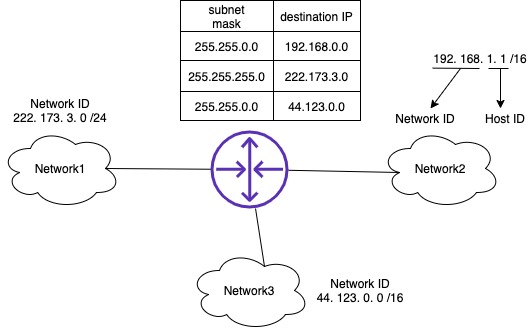 subnet
mask
destination IP
255.255.0.0
192.168.0.0
255.255.255.0
222.173.3.0
255.255.0.0
44.123.0.0
192. 168. 1. 1 /16
Network ID
Host ID
Network ID
222. 173. 3. 0 /24
Network1
Network2
Network3
Network ID
44. 123. 0. 0 /16